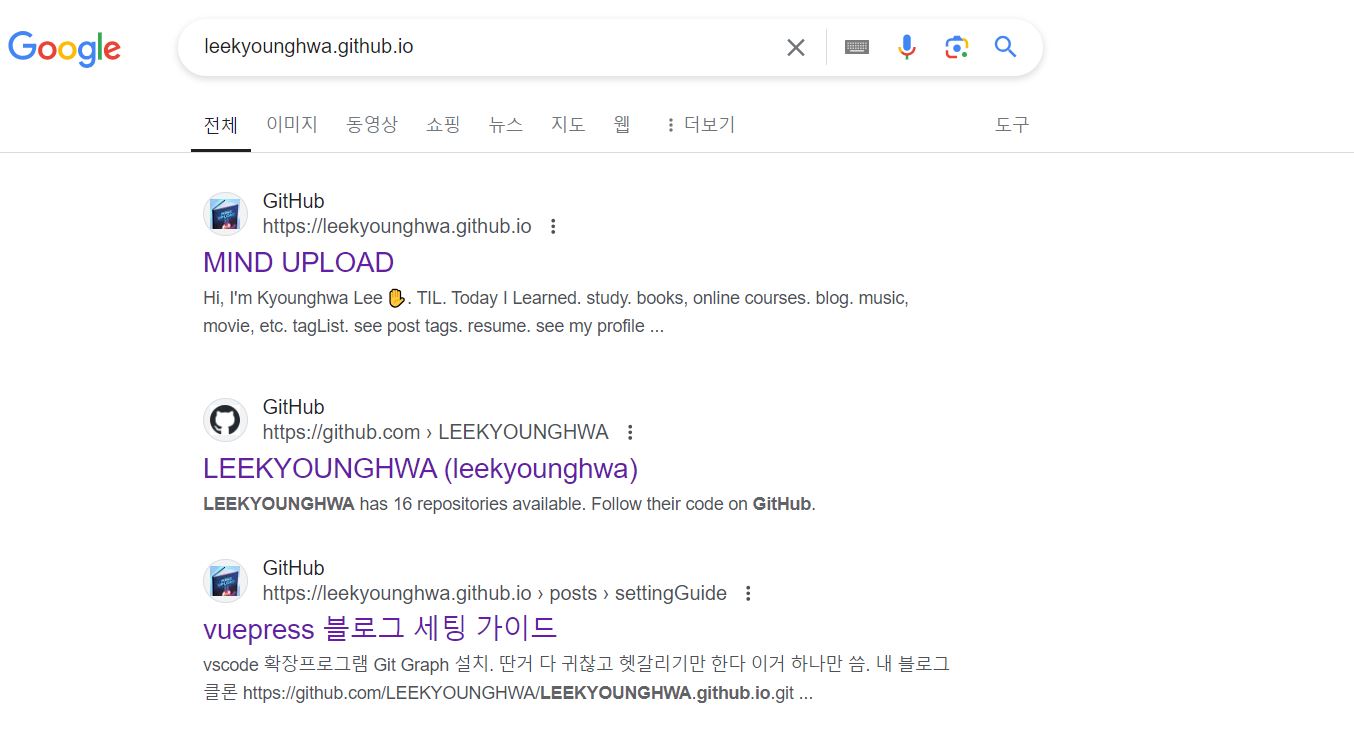 Google
leekyounghwa.github.io
전체 이미지 동영상 쇼핑 뉴스 지도 웹 더보기 도구
GitHub
https://leekyounghwa.github.io
MIND UPLOAD
Hi, I'm Kyounghwa Lee ✋. TIL. Today I Learned. study. books, online courses. blog. music,
movie, etc. tagList. see post tags. resume. see my profile ...
GitHub
https://github.com › LEEKYOUNGHWA
LEEKYOUNGHWA (leekyounghwa)
LEEKYOUNGHWA has 16 repositories available. Follow their code on GitHub.
GitHub
https://leekyounghwa.github.io › posts › settingGuide
vuepress 블로그 세팅 가이드
vscode 확장프로그램 Git Graph 설치. 딴거 다 귀찮고 헷갈리기만 한다 이거 하나만 씀. 내 블로그
클론 https://github.com/LEEKYOUNGHWA/LEEKYOUNGHWA.github.io.git ...